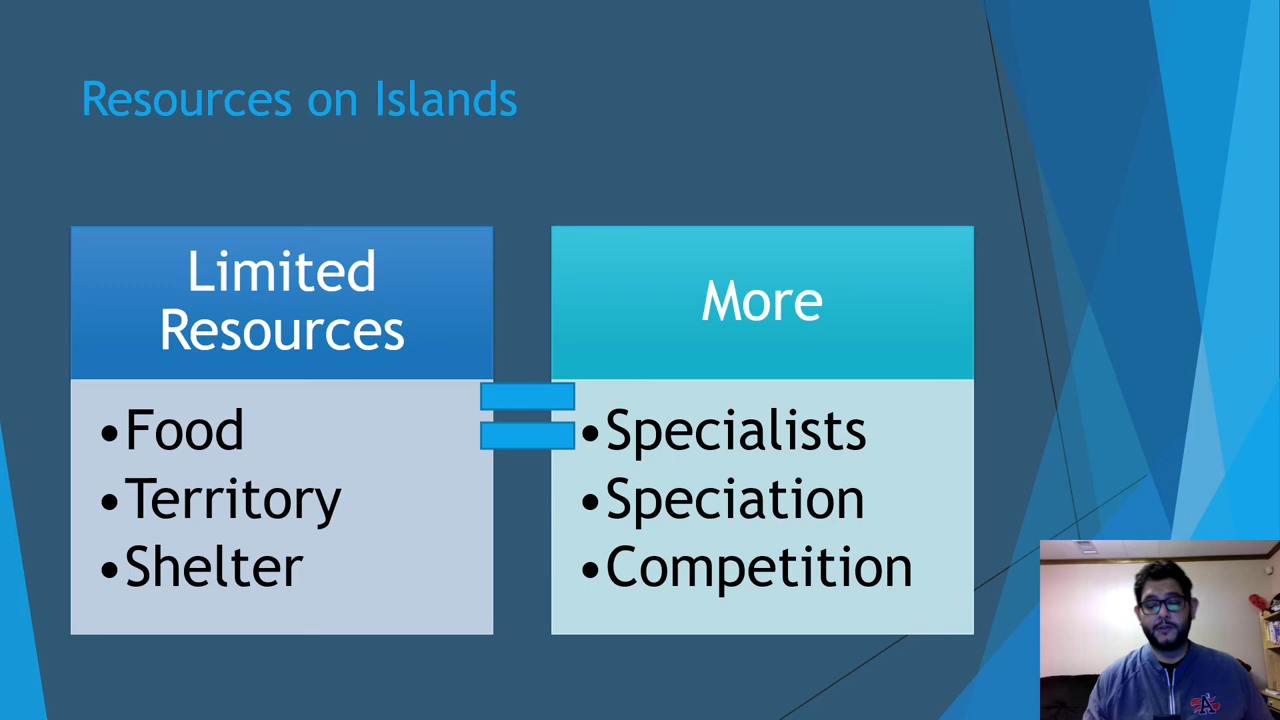 Resources on Islands
Limited
Resources
•Food
•Territory
•Shelter
More
•Specialists
•Speciation
•Competition
A